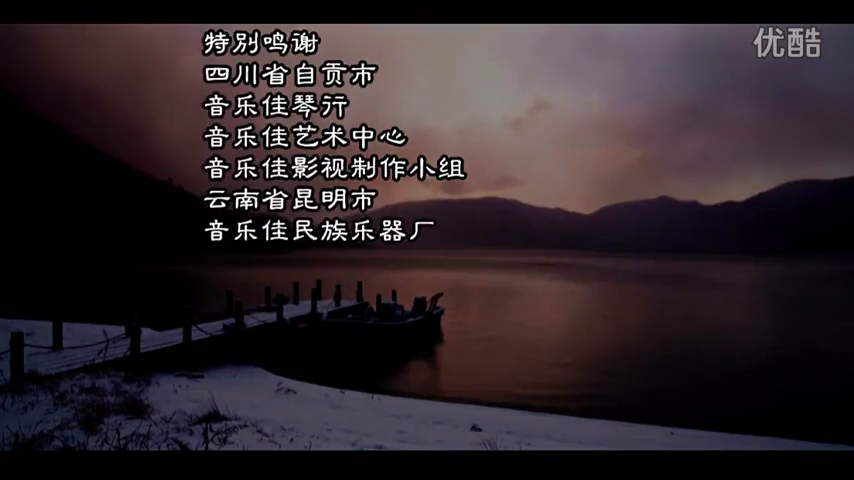 特别鸣谢
优酷
四川省自贡市
音乐佳琴行
音乐佳艺术中心
音乐佳影视制作小组
云南省昆明市
音乐佳民族乐器厂